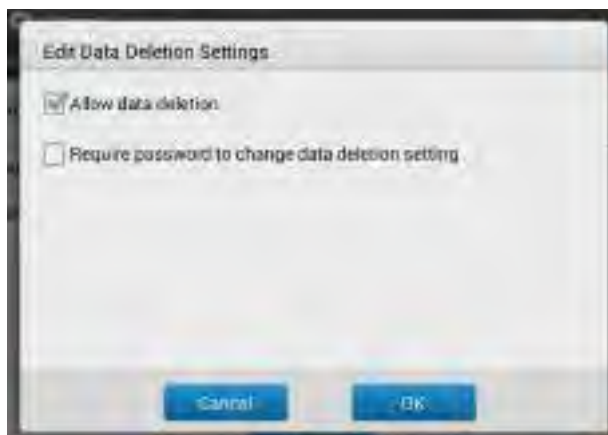 Edit Data Deletion Settings
Allow data deletion
Require password to change data deletion setting
Cancel
OK